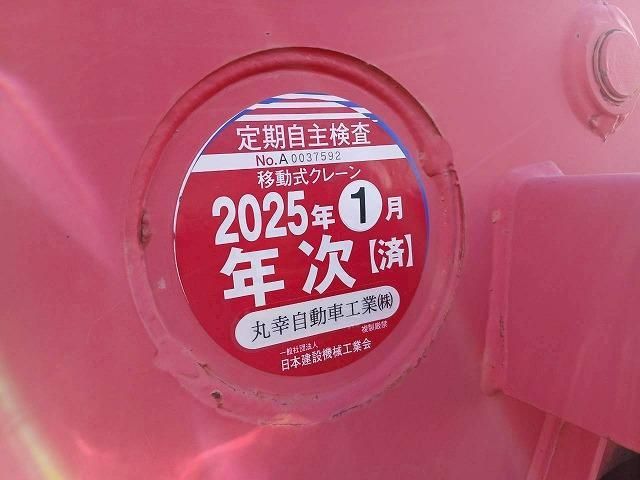 定期自主検査
No.A 0037592
移動式クレーン
2025年1月
年次【済】
丸幸自動車工業㈱
複製厳禁
一般社団法人
日本建設機械工業会